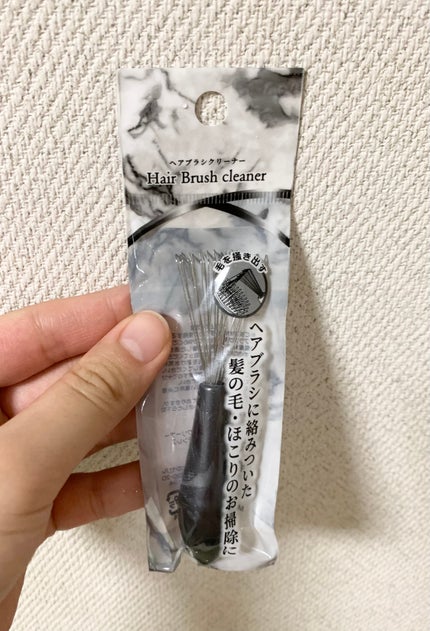 ヘアブラシクリーナー
Hair Brush cleaner
毛を掻き出す
ヘアブラシに絡みついた
髪の毛・ほこりのお掃除に